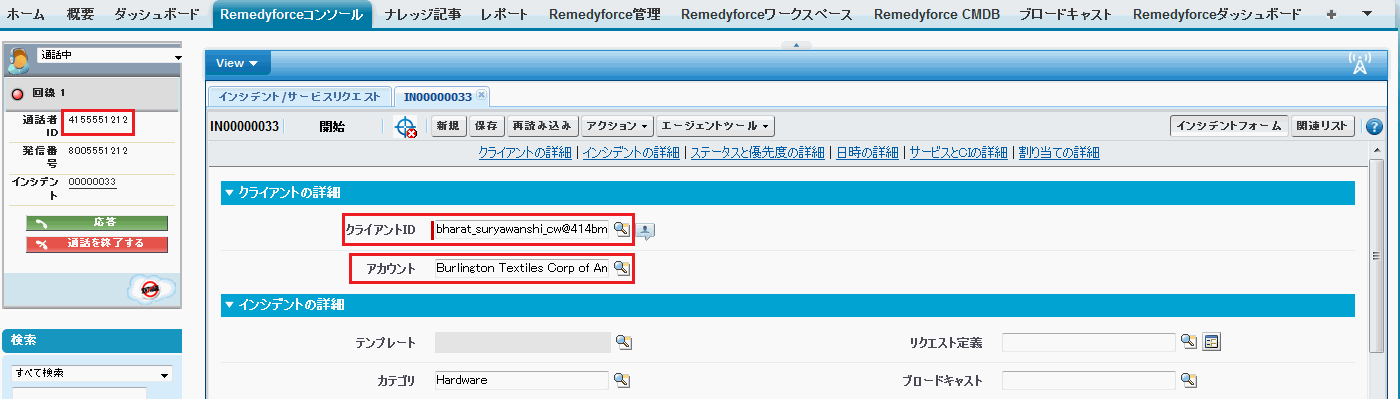 ホーム 概要 ダッシュボード Remedyforceコンソール ナレッジ記事 レポート Remedyforce管理 Remedyforceワークスペース Remedyforce CMDB ブロードキャスト Remedyforceダッシュボード +
通話中
回線 1
通話者ID 4155551212
発信番号 8005551212
インシデント 00000033
応答
通話を終了する
検索
すべて検索
View
インシデント/サービスリクエスト IN00000033
IN00000033 開始 新規 保存 再読み込み アクション エージェントツール インシデントフォーム 関連リスト ?
クライアントの詳細 | インシデントの詳細 | ステータスと優先度の詳細 | 日時の詳細 | サービスとCIの詳細 | 割り当ての詳細
クライアントの詳細
クライアントID bharat_suryawanshi_cw@414bm
アカウント Burlington Textiles Corp of An
インシデントの詳細
テンプレート リクエスト定義
カテゴリ Hardware ブロードキャスト